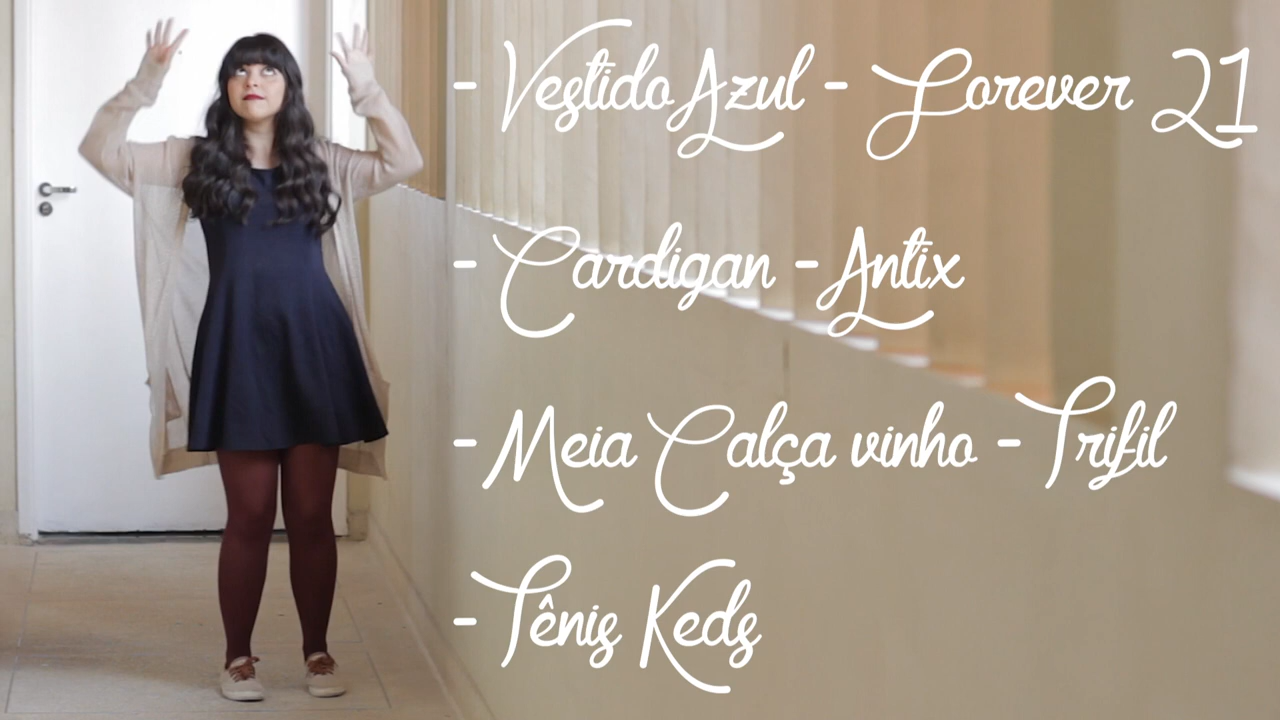 - Vestido Azul - Forever 21
- Cardigan - Antix
- Meia Calça vinho - Trifil
- Tênis Keds